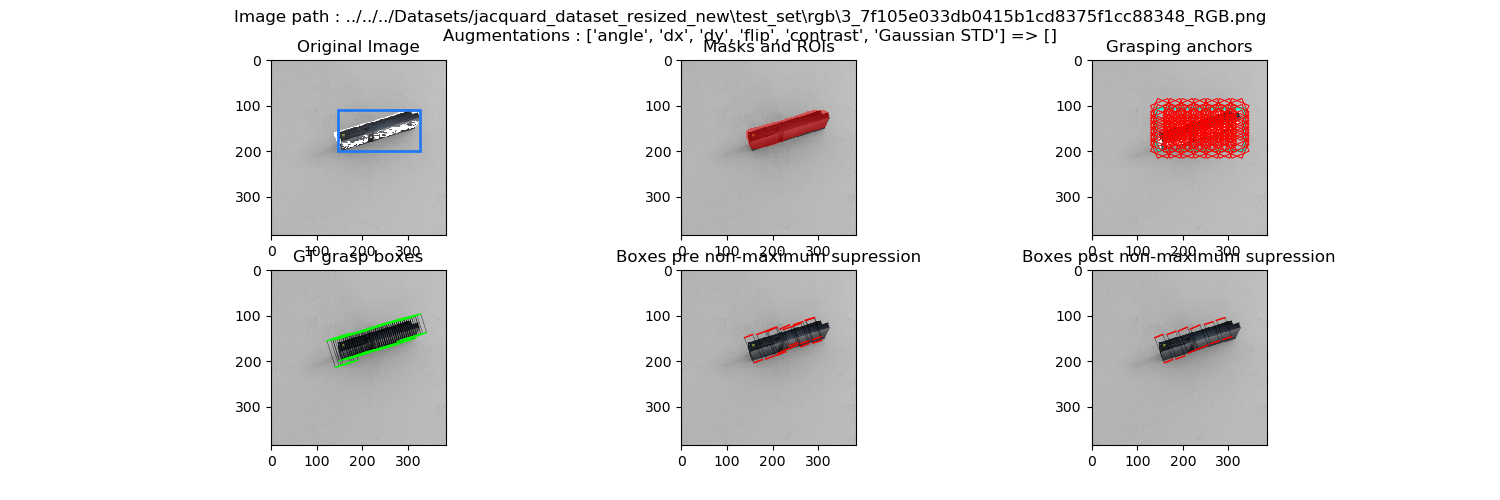 Image path : ../../../Datasets/jacquard_dataset_resized_new\test_set\rgb\3_7f105e033db0415b1cd8375f1cc88348_RGB.png
Augmentations : ['angle', 'dx', 'dy', 'flip', 'contrast', 'Gaussian STD'] => []
Original Image
0
100
200
300
0 100 200 300
Masks and ROIs
0
100
200
300
0 100 200 300
Grasping anchors
0
100
200
300
0 100 200 300
GT grasp boxes
0
100
200
300
0 100 200 300
Boxes pre non-maximum supression
0
100
200
300
0 100 200 300
Boxes post non-maximum supression
0
100
200
300
0 100 200 300